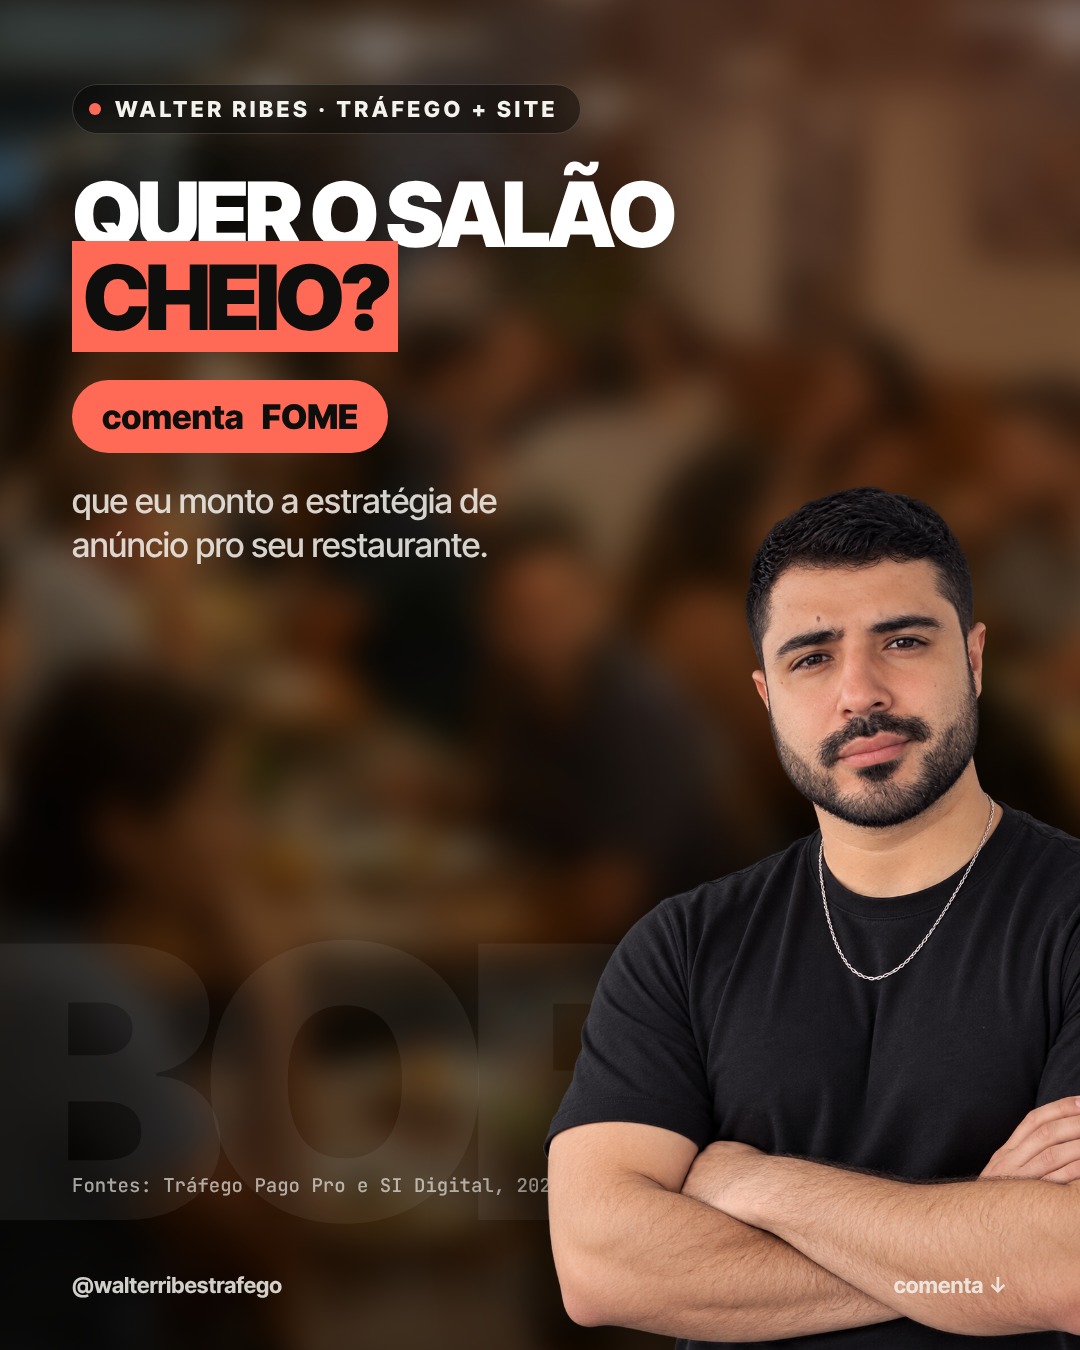 WALTER RIBES · TRÁFEGO + SITE
QUER O SALÃO
CHEIO?
comenta FOME
que eu monto a estratégia de
anúncio pro seu restaurante.
Fontes: Tráfego Pago Pro e SI Digital,
@walterribestrafego
comenta ↓